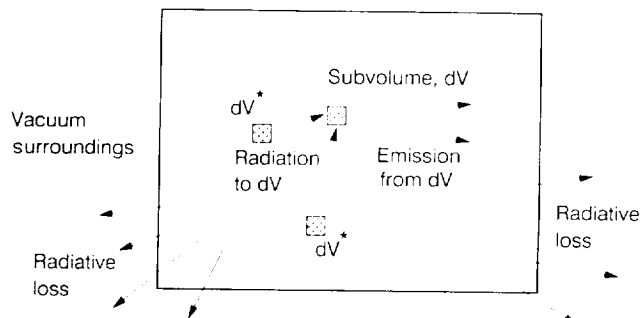 Subvolume, dV
dV*
Vacuum
surroundings
Radiation
to dV
Emission
from dV
dV*
Radiative
loss
Radiative
loss